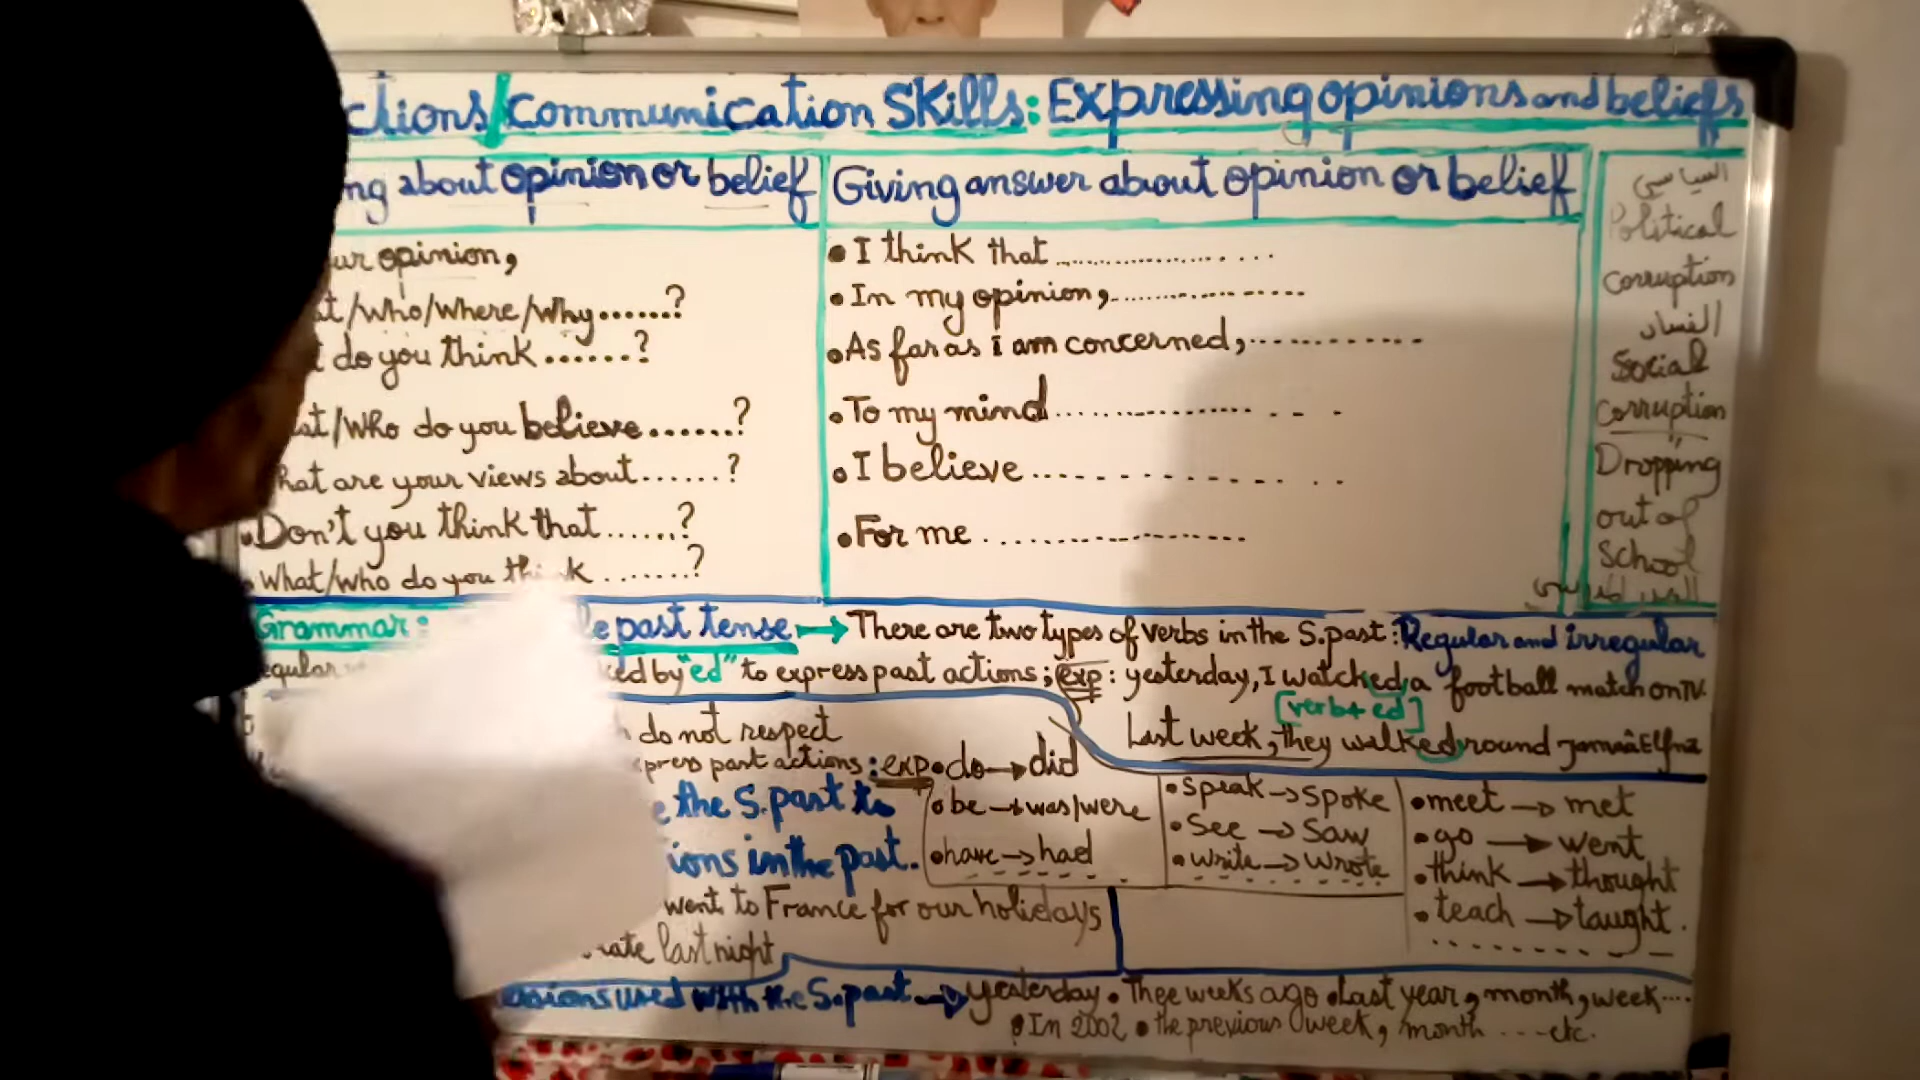 ctions/Communication Skills: Expressing opinions and beliefs
ng about opinion or belief
ur opinion,
at/who/where/why......?
t do you think.......?
at/who do you believe.......?
hat are your views about......?
Don't you think that......?
What/who do you think.......?
Giving answer about opinion or belief
I think that....................
In my opinion,...................
As far as i am concerned,.............
To my mind....................
I believe....................
For me....................
السياسي
Political
Corruption
الفساد
Social
Corruption
Dropping
out of
School
Grammar: le past tense → There are two types of verbs in the S.past: Regular and irregular
egular ced by "ed" to express past actions; exp: yesterday, I watched a football match on TV.
[verb+ed]
Last week, they walked round Jamaâ Elfna
do not respect
press past actions: exp • do → did
• be → was/were
• have → had
• Speak → Spoke
• See → Saw
• write → wrote
• meet → met
• go → went
• think → thought
• teach → taught.
e the S.past to
ions in the past.
went to France for our holidays
last night
ssions used with the S.past → yesterday • Thee weeks ago • Last year, month, week....
• In 2002 • the previous week, month ....etc.